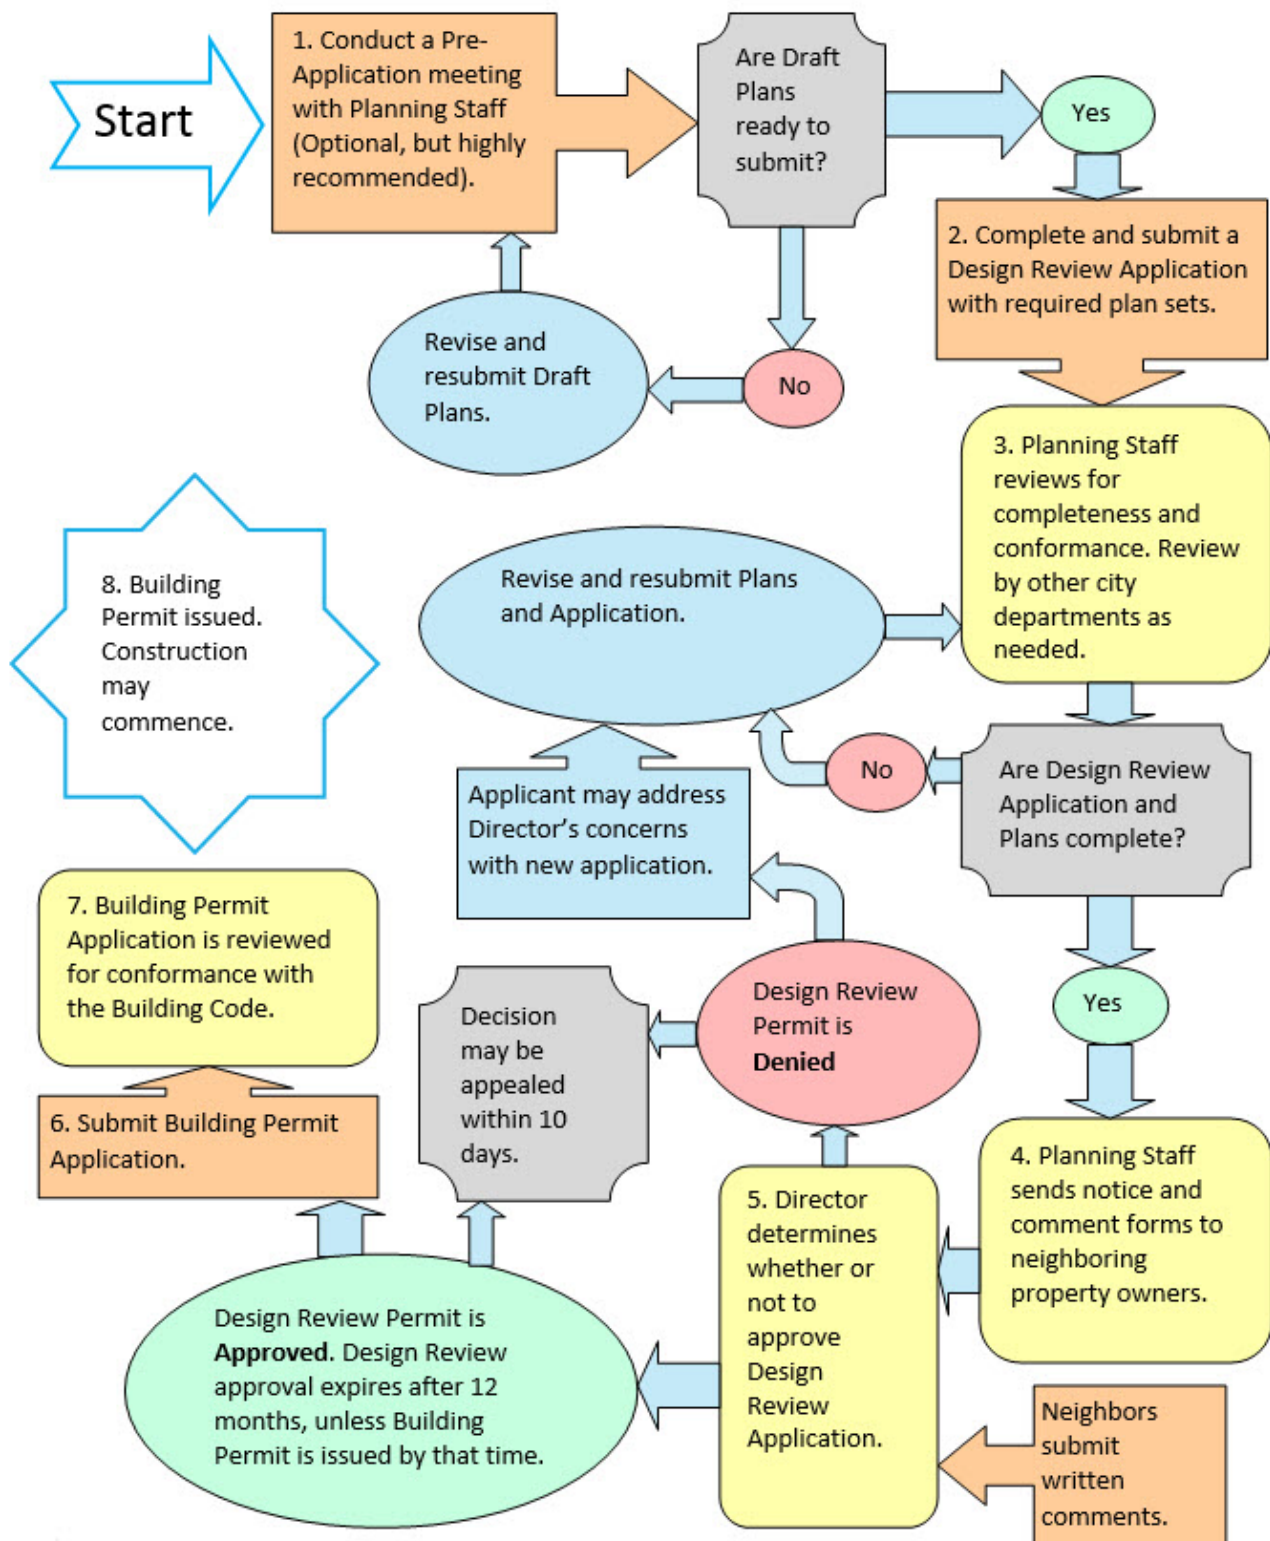 Start
1. Conduct a Pre-
Application meeting
with Planning Staff
(Optional, but highly
recommended).
Are Draft
Plans
ready to
submit?
Yes
2. Complete and submit a
Design Review Application
with required plan sets.
No
Revise and
resubmit Draft
Plans.
3. Planning Staff
reviews for
completeness and
conformance. Review
by other city
departments as
needed.
Revise and resubmit Plans
and Application.
Are Design Review
Application and
Plans complete?
No
Applicant may address
Director's concerns
with new application.
Yes
4. Planning Staff
sends notice and
comment forms to
neighboring
property owners.
5. Director
determines
whether or
not to
approve
Design
Review
Application.
Neighbors
submit
written
comments.
Design Review
Permit is
Denied
Decision
may be
appealed
within 10
days.
Design Review Permit is
Approved. Design Review
approval expires after 12
months, unless Building
Permit is issued by that time.
6. Submit Building Permit
Application.
7. Building Permit
Application is reviewed
for conformance with
the Building Code.
8. Building
Permit issued.
Construction
may
commence.